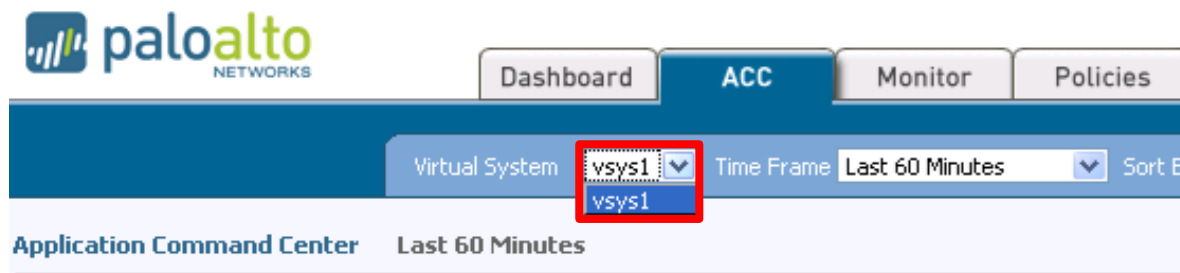 paloalto
NETWORKS
Dashboard ACC Monitor Policies
Virtual System vsys1 Time Frame Last 60 Minutes Sort
vsys1
Application Command Center Last 60 Minutes